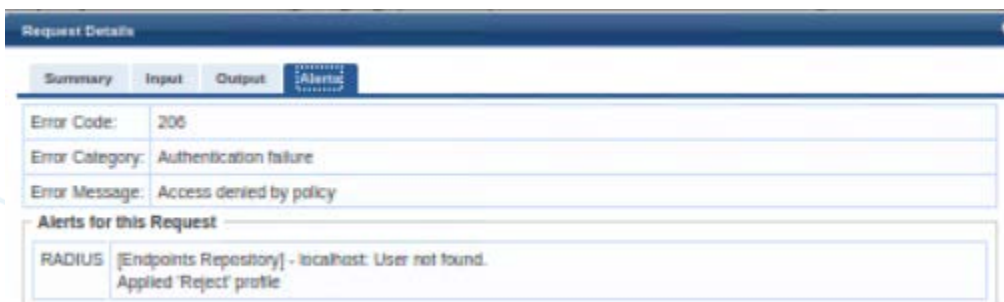 Request Details
Summary Input Output Alerts
Error Code: 206
Error Category: Authentication failure
Error Message: Access denied by policy
Alerts for this Request
RADIUS [Endpoints Repository] - localhost: User not found.
Applied 'Reject' profile